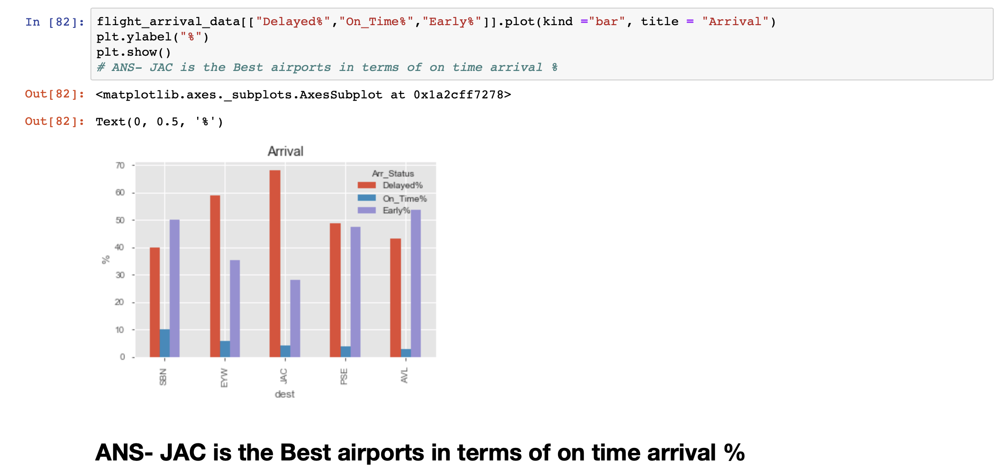 In [82]: flight_arrival_data[["Delayed%","On_Time%","Early%"]].plot(kind ="bar", title = "Arrival")
plt.ylabel("%")
plt.show()
# ANS- JAC is the Best airports in terms of on time arrival %
Out[82]: <matplotlib.axes._subplots.AxesSubplot at 0x1a2cff7278>
Out[82]: Text(0, 0.5, '%')
Arrival
70
60
50
40
30
20
10
0
%
Arr_Status
Delayed%
On_Time%
Early%
SBN
EYW
JAC
PSE
AVL
dest
ANS- JAC is the Best airports in terms of on time arrival %